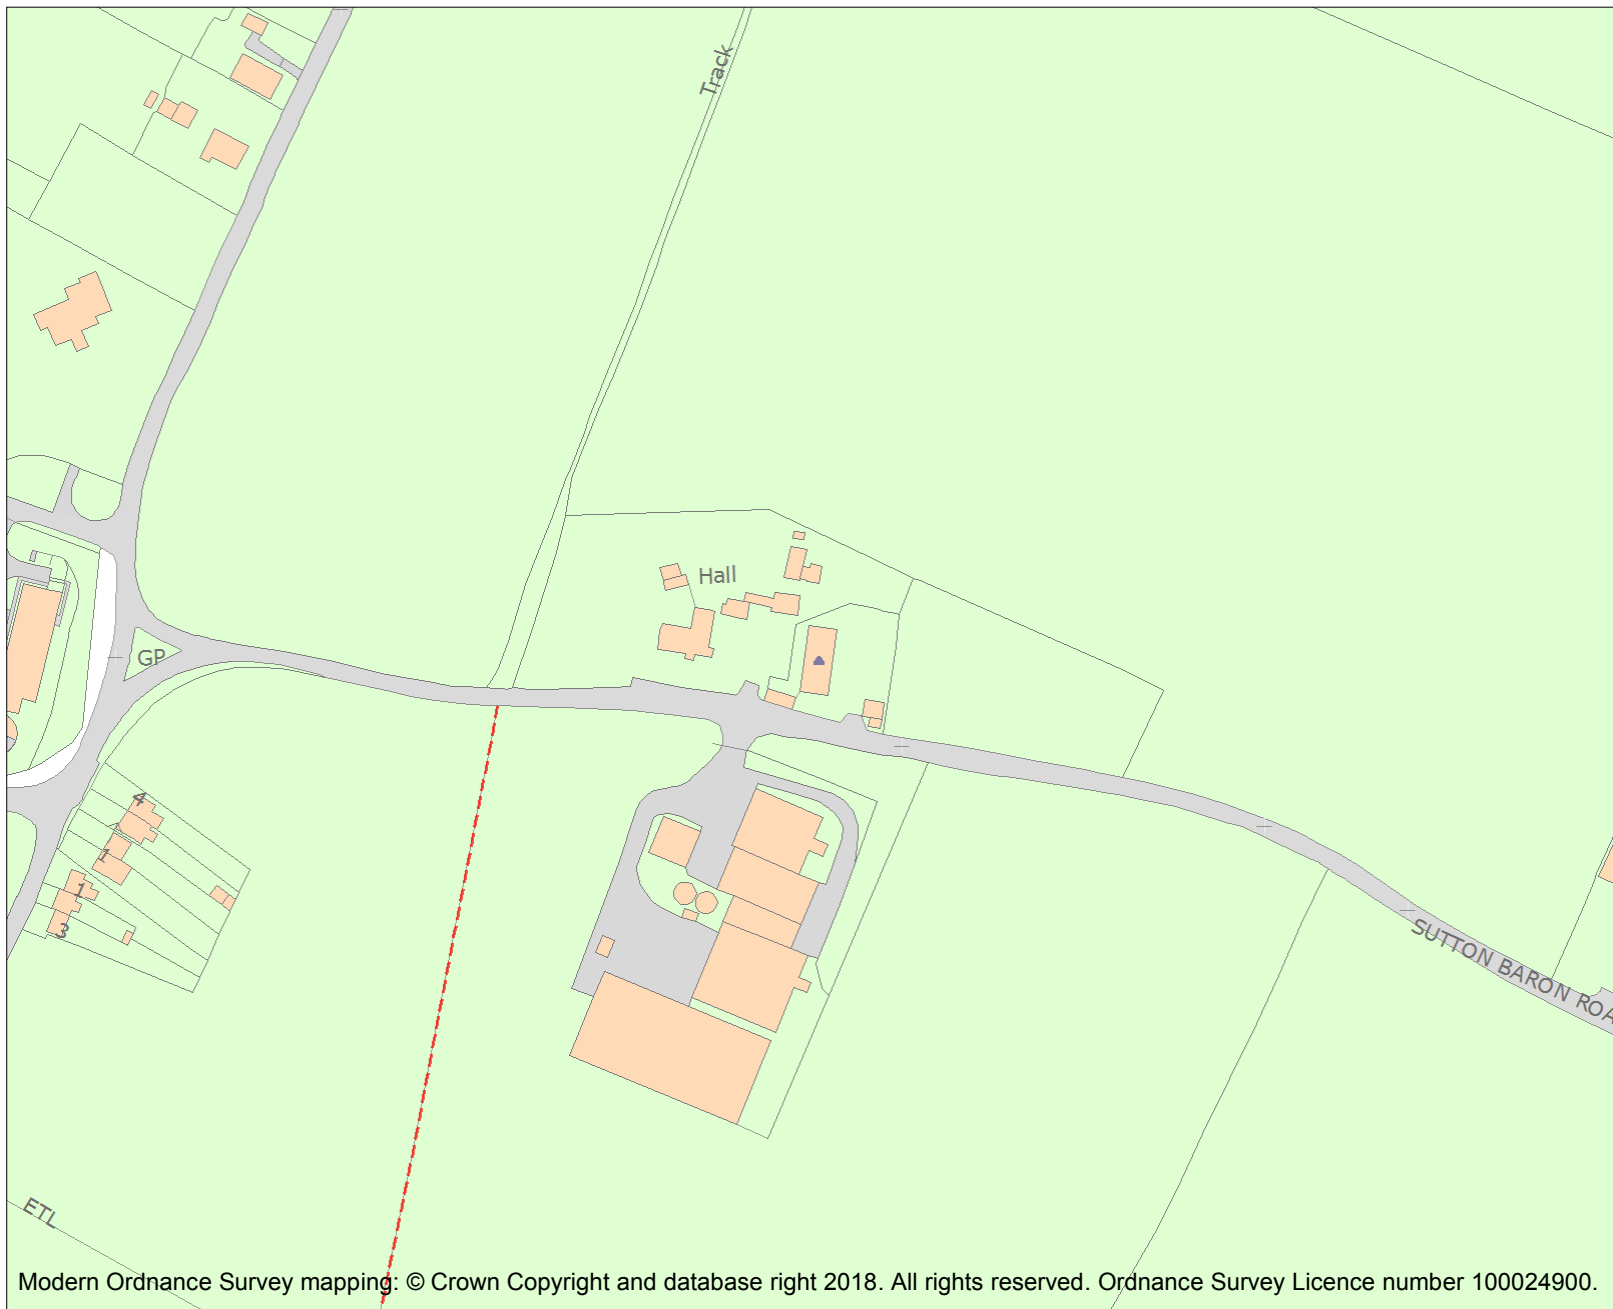 Track
Hall
GP
4
1
1
3
SUTTON BARON ROA
ETL
Modern Ordnance Survey mapping: © Crown Copyright and database right 2018. All rights reserved. Ordnance Survey Licence number 100024900.